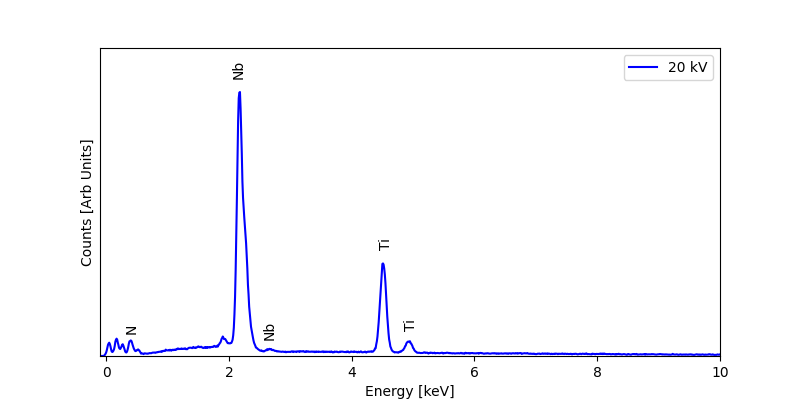 20 kV
Nb
Ti
N
Nb
Ti
Counts [Arb Units]
0 2 4 6 8 10
Energy [keV]